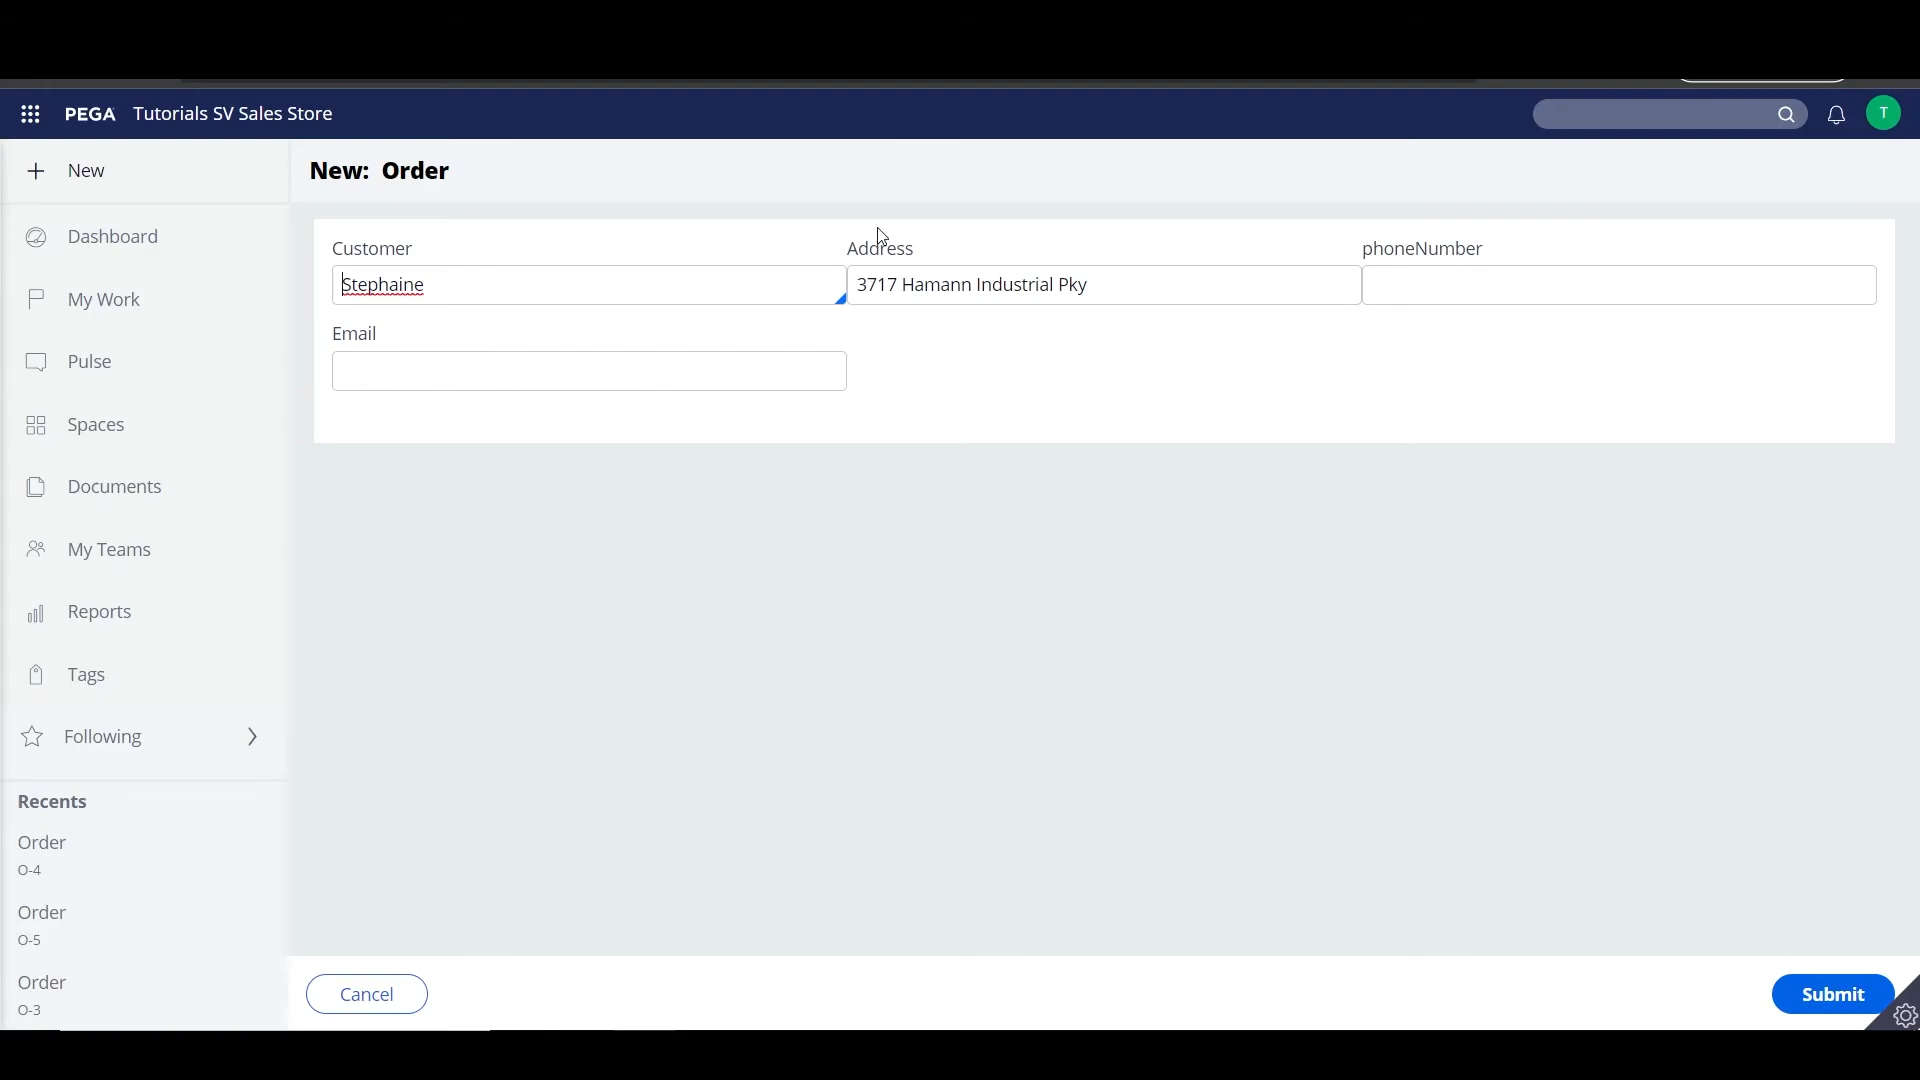 PEGA Tutorials SV Sales Store
T
New
New: Order
Dashboard
My Work
Pulse
Spaces
Documents
My Teams
Reports
Tags
Following
Recents
Order
O-4
Order
O-5
Order
O-3
Customer Address phoneNumber
Stephaine 3717 Hamann Industrial Pky
Email
Cancel Submit